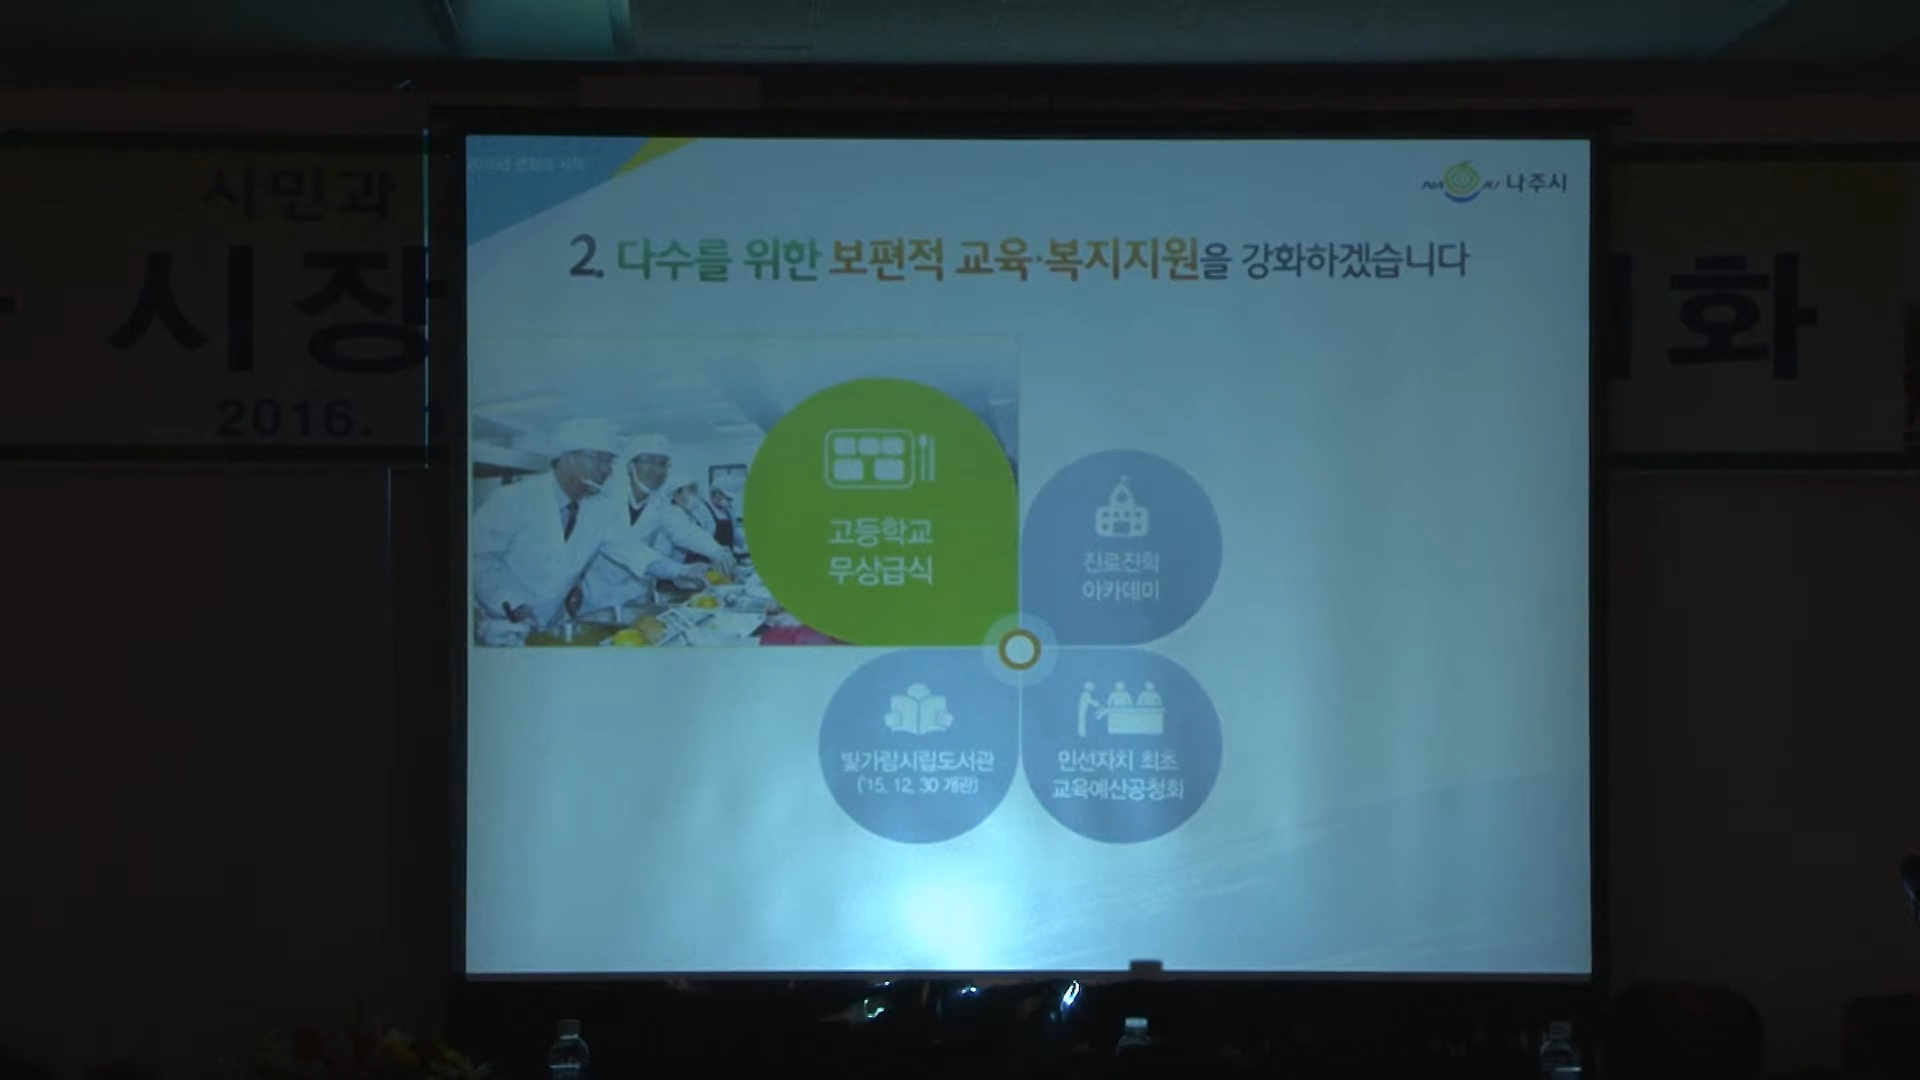 시민과
시장
화
2016.
NAJU 나주시
2. 다수를 위한 보편적 교육·복지지원을 강화하겠습니다
고등학교
무상급식
진로진학
아카데미
빛가람시립도서관
('15. 12. 30 개관)
민선자치 최초
교육예산공청회